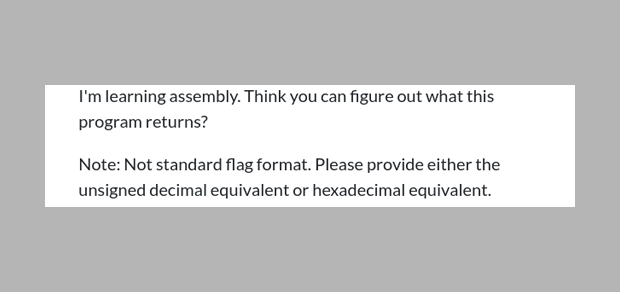 I'm learning assembly. Think you can figure out what this
program returns?
Note: Not standard flag format. Please provide either the
unsigned decimal equivalent or hexadecimal equivalent.